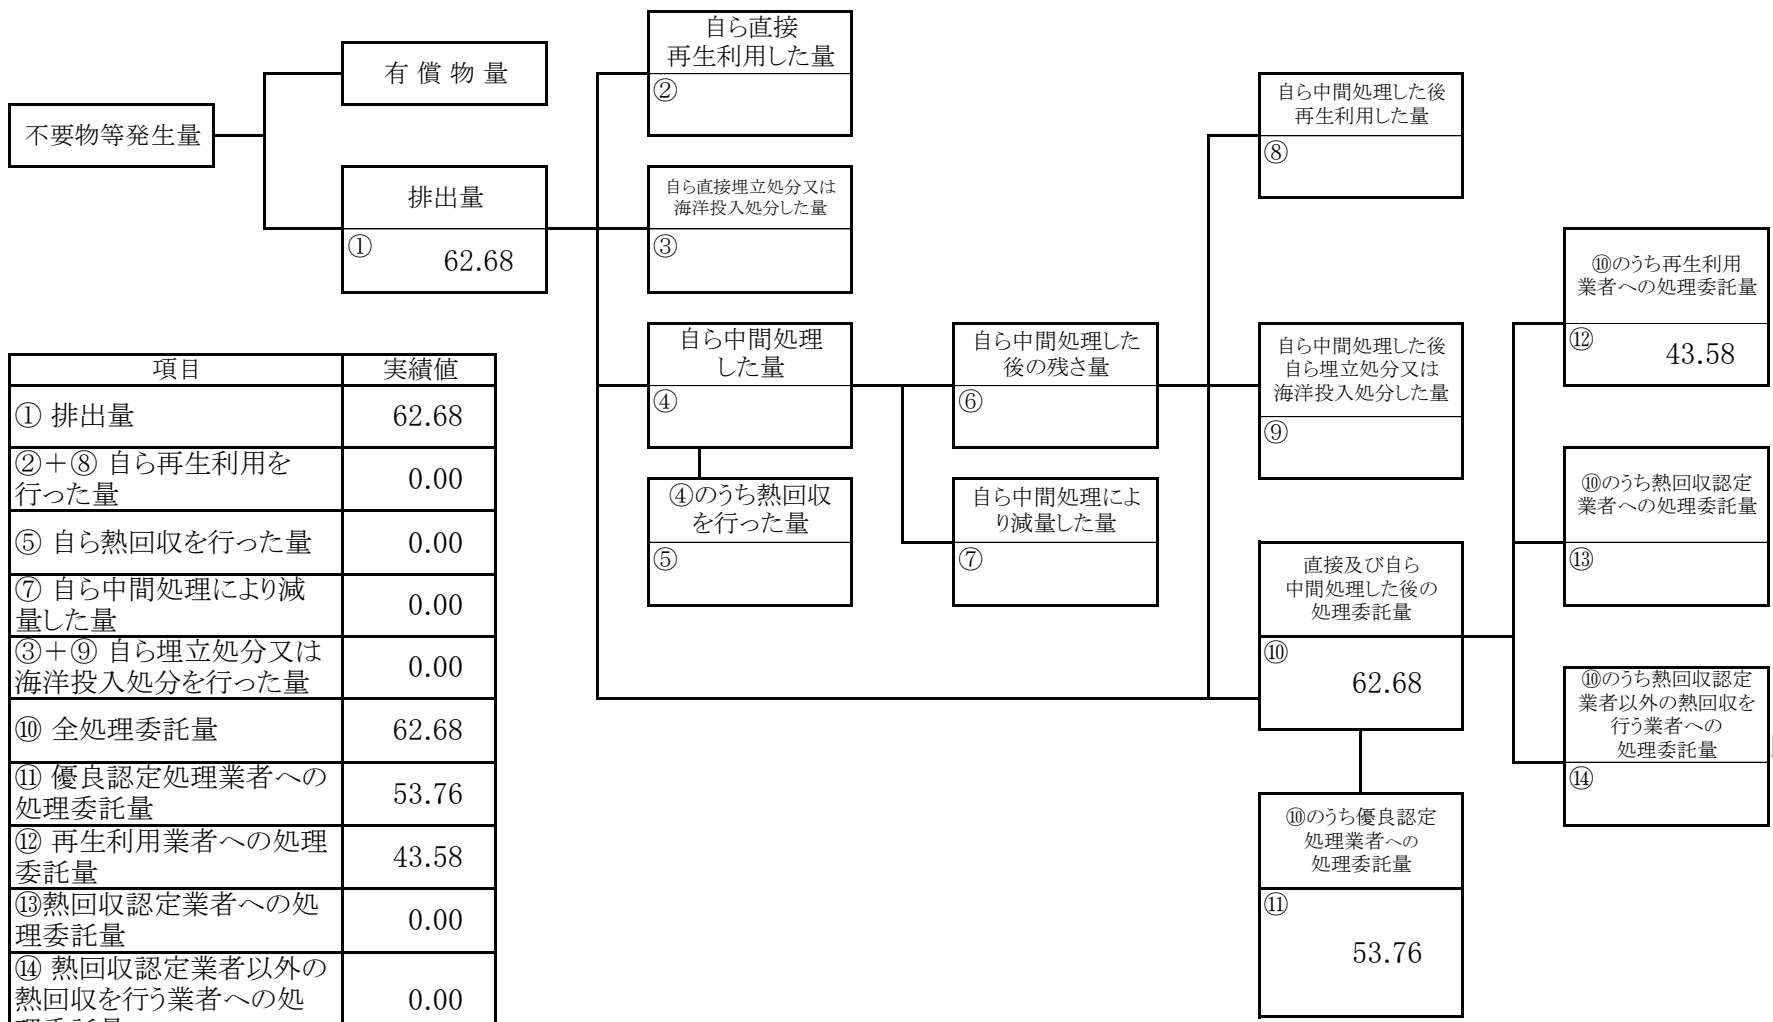 不要物等発生量
有 償 物 量
排出量
①
62.68
自ら直接
再生利用した量
②
自ら直接埋立処分又は
海洋投入処分した量
③
自ら中間処理
した量
④
④のうち熱回収
を行った量
⑤
自ら中間処理した
後の残さ量
⑥
自ら中間処理によ
り減量した量
⑦
自ら中間処理した後
再生利用した量
⑧
自ら中間処理した後
自ら埋立処分又は
海洋投入処分した量
⑨
直接及び自ら
中間処理した後の
処理委託量
⑩
62.68
⑩のうち優良認定
処理業者への
処理委託量
⑪
53.76
⑩のうち再生利用
業者への処理委託量
⑫
43.58
⑩のうち熱回収認定
業者への処理委託量
⑬
⑩のうち熱回収認定
業者以外の熱回収を
行う業者への
処理委託量
⑭
項目 実績値
① 排出量 62.68
②＋⑧ 自ら再生利用を
行った量 0.00
⑤ 自ら熱回収を行った量 0.00
⑦ 自ら中間処理により減
量した量 0.00
③＋⑨ 自ら埋立処分又は
海洋投入処分を行った量 0.00
⑩ 全処理委託量 62.68
⑪ 優良認定処理業者への
処理委託量 53.76
⑫ 再生利用業者への処理
委託量 43.58
⑬熱回収認定業者への処
理委託量 0.00
⑭ 熱回収認定業者以外の
熱回収を行う業者への処 0.00